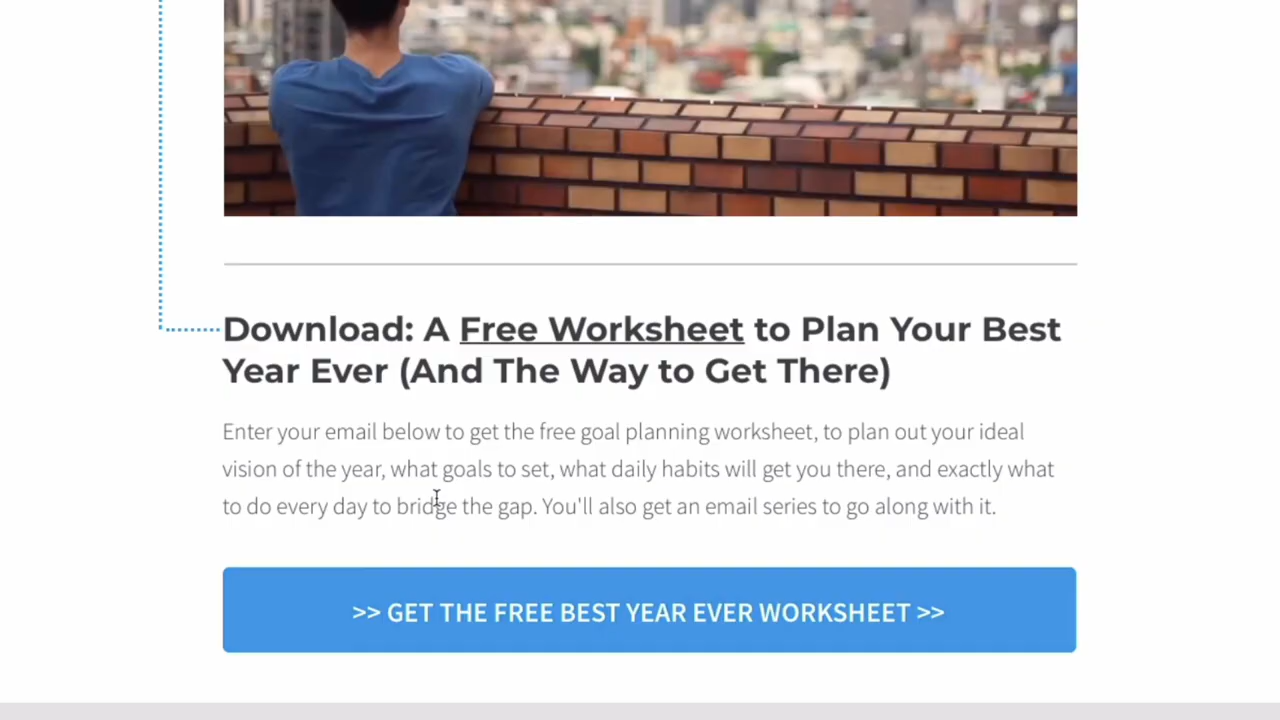 Download: A Free Worksheet to Plan Your Best
Year Ever (And The Way to Get There)
Enter your email below to get the free goal planning worksheet, to plan out your ideal
vision of the year, what goals to set, what daily habits will get you there, and exactly what
to do every day to bridge the gap. You'll also get an email series to go along with it.
>> GET THE FREE BEST YEAR EVER WORKSHEET >>